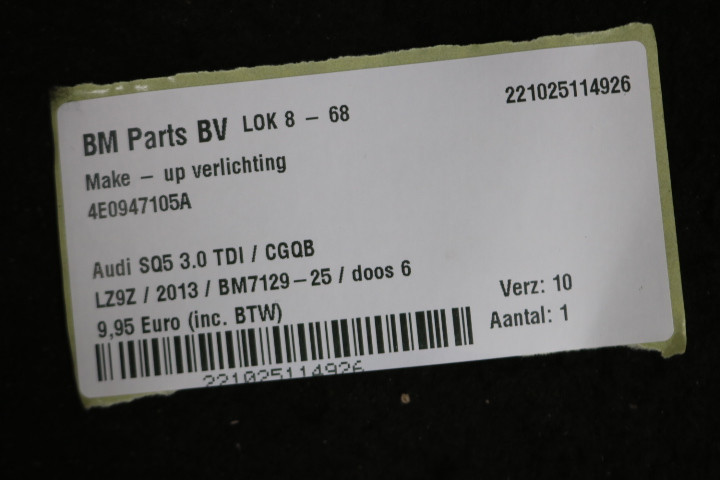 BM Parts BV LOK 8 – 68
221025114926
Make – up verlichting
4E0947105A
Audi SQ5 3.0 TDI / CGQB
LZ9Z / 2013 / BM7129–25 / doos 6
9,95 Euro (inc. BTW)
Verz: 10
Aantal: 1
221025114926